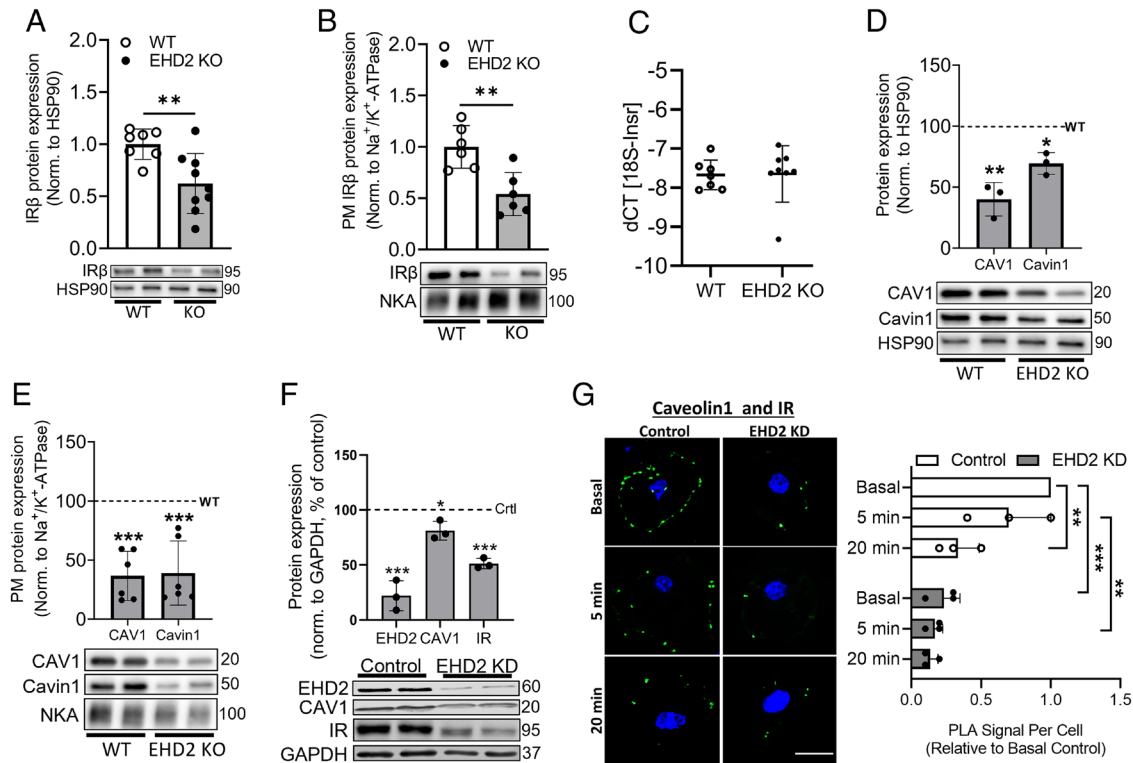 A
IRβ protein expression
(Norm. to HSP90)
2.0
1.5
1.0
0.5
0.0
WT
EHD2 KO
**
IRβ
95
HSP90
90
WT
KO
B
PM IRβ protein expression
(Norm. to Na⁺/K⁺-ATPase)
2.0
1.5
1.0
0.5
0.0
WT
EHD2 KO
**
IRβ
95
NKA
100
WT
KO
C
dCT [18S-Insr]
-5
-6
-7
-8
-9
-10
WT
EHD2 KO
D
Protein expression
(Norm. to HSP90)
150
100
50
0
WT
**
*
CAV1
Cavin1
CAV1
20
Cavin1
50
HSP90
90
WT
EHD2 KO
E
PM protein expression
(Norm. to Na⁺/K⁺-ATPase)
150
100
50
0
WT
***
***
CAV1
Cavin1
CAV1
20
Cavin1
50
NKA
100
WT
EHD2 KO
F
Protein expression
(norm. to GAPDH, % of control)
150
100
50
0
Crtl
***
*
***
EHD2
CAV1
IR
Control
EHD2 KD
EHD2
60
CAV1
20
IR
95
GAPDH
37
G
Caveolin1 and IR
Control
EHD2 KD
Basal
5 min
20 min
Control
EHD2 KD
Basal
5 min
20 min
Basal
5 min
20 min
**
***
**
0.0
0.5
1.0
1.5
PLA Signal Per Cell
(Relative to Basal Control)